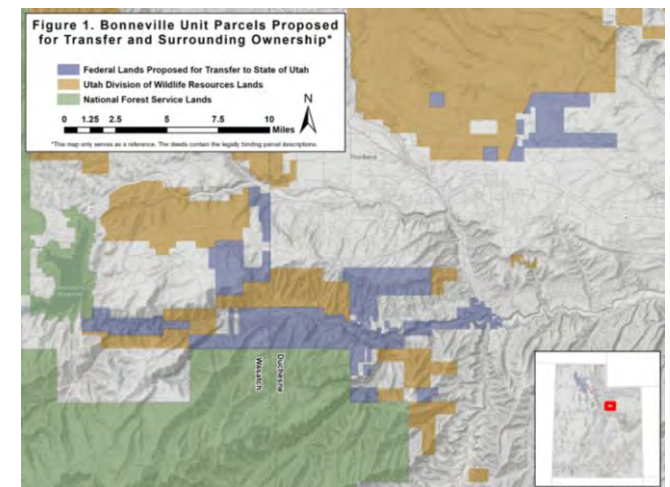 Figure 1. Bonneville Unit Parcels Proposed
for Transfer and Surrounding Ownership*
Federal Lands Proposed for Transfer to State of Utah
Utah Division of Wildlife Resources Lands
National Forest Service Lands
N
0 1.25 2.5 5 7.5 10
Miles
*This map only serves as a reference. The deeds contain the legally binding parcel descriptions.
Fruitland
Duchesne
Wasatch